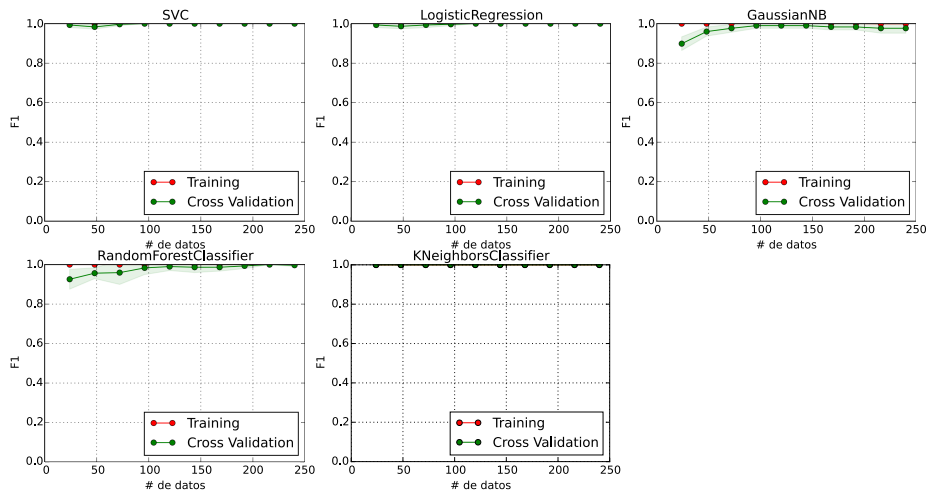 SVC
F1
1.0
0.8
0.6
0.4
0.2
0.0
Training
Cross Validation
0 50 100 150 200 250
# de datos
LogisticRegression
F1
1.0
0.8
0.6
0.4
0.2
0.0
Training
Cross Validation
0 50 100 150 200 250
# de datos
GaussianNB
F1
1.0
0.8
0.6
0.4
0.2
0.0
Training
Cross Validation
0 50 100 150 200 250
# de datos
RandomForestClassifier
F1
1.0
0.8
0.6
0.4
0.2
0.0
Training
Cross Validation
0 50 100 150 200 250
# de datos
KNeighborsClassifier
F1
1.0
0.8
0.6
0.4
0.2
0.0
Training
Cross Validation
0 50 100 150 200 250
# de datos